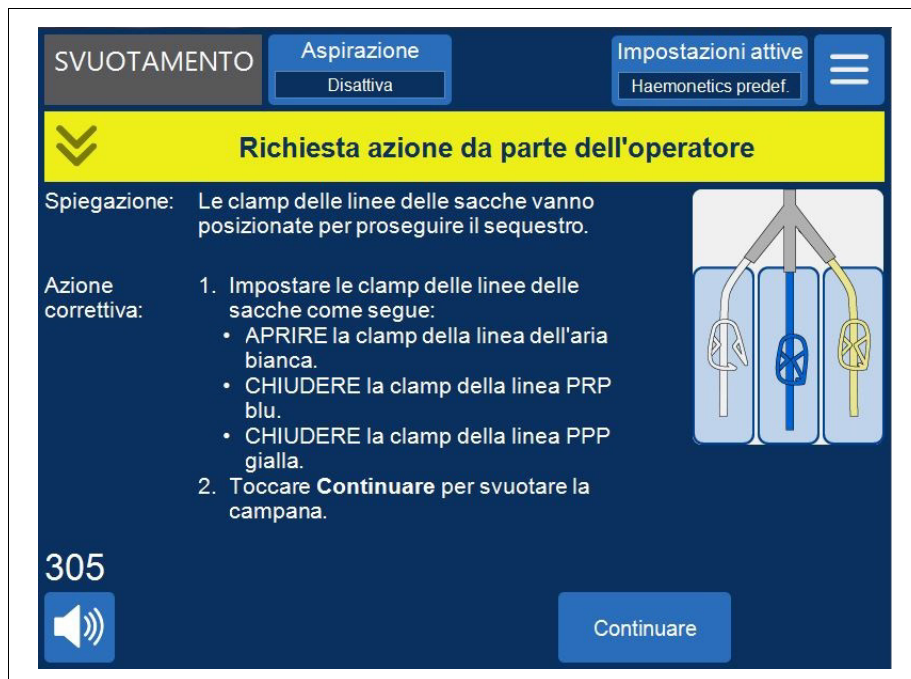 SVUOTAMENTO
Aspirazione
Disattiva
Impostazioni attive
Haemonetics predef.
Richiesta azione da parte dell'operatore
Spiegazione:
Le clamp delle linee delle sacche vanno
posizionate per proseguire il sequestro.
Azione
correttiva:
1. Impostare le clamp delle linee delle
sacche come segue:
• APRIRE la clamp della linea dell'aria
bianca.
• CHIUDERE la clamp della linea PRP
blu.
• CHIUDERE la clamp della linea PPP
gialla.
2. Toccare Continuare per svuotare la
campana.
305
Continuare